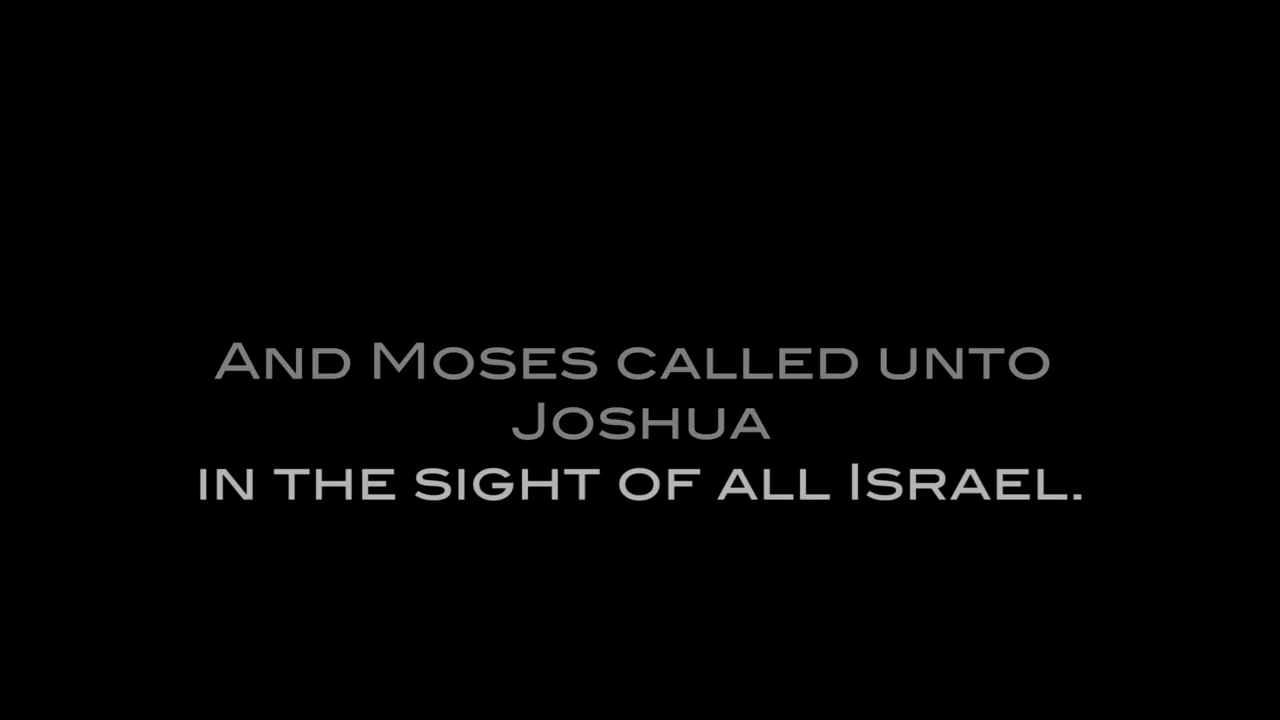 And Moses called unto
Joshua
in the sight of all Israel.